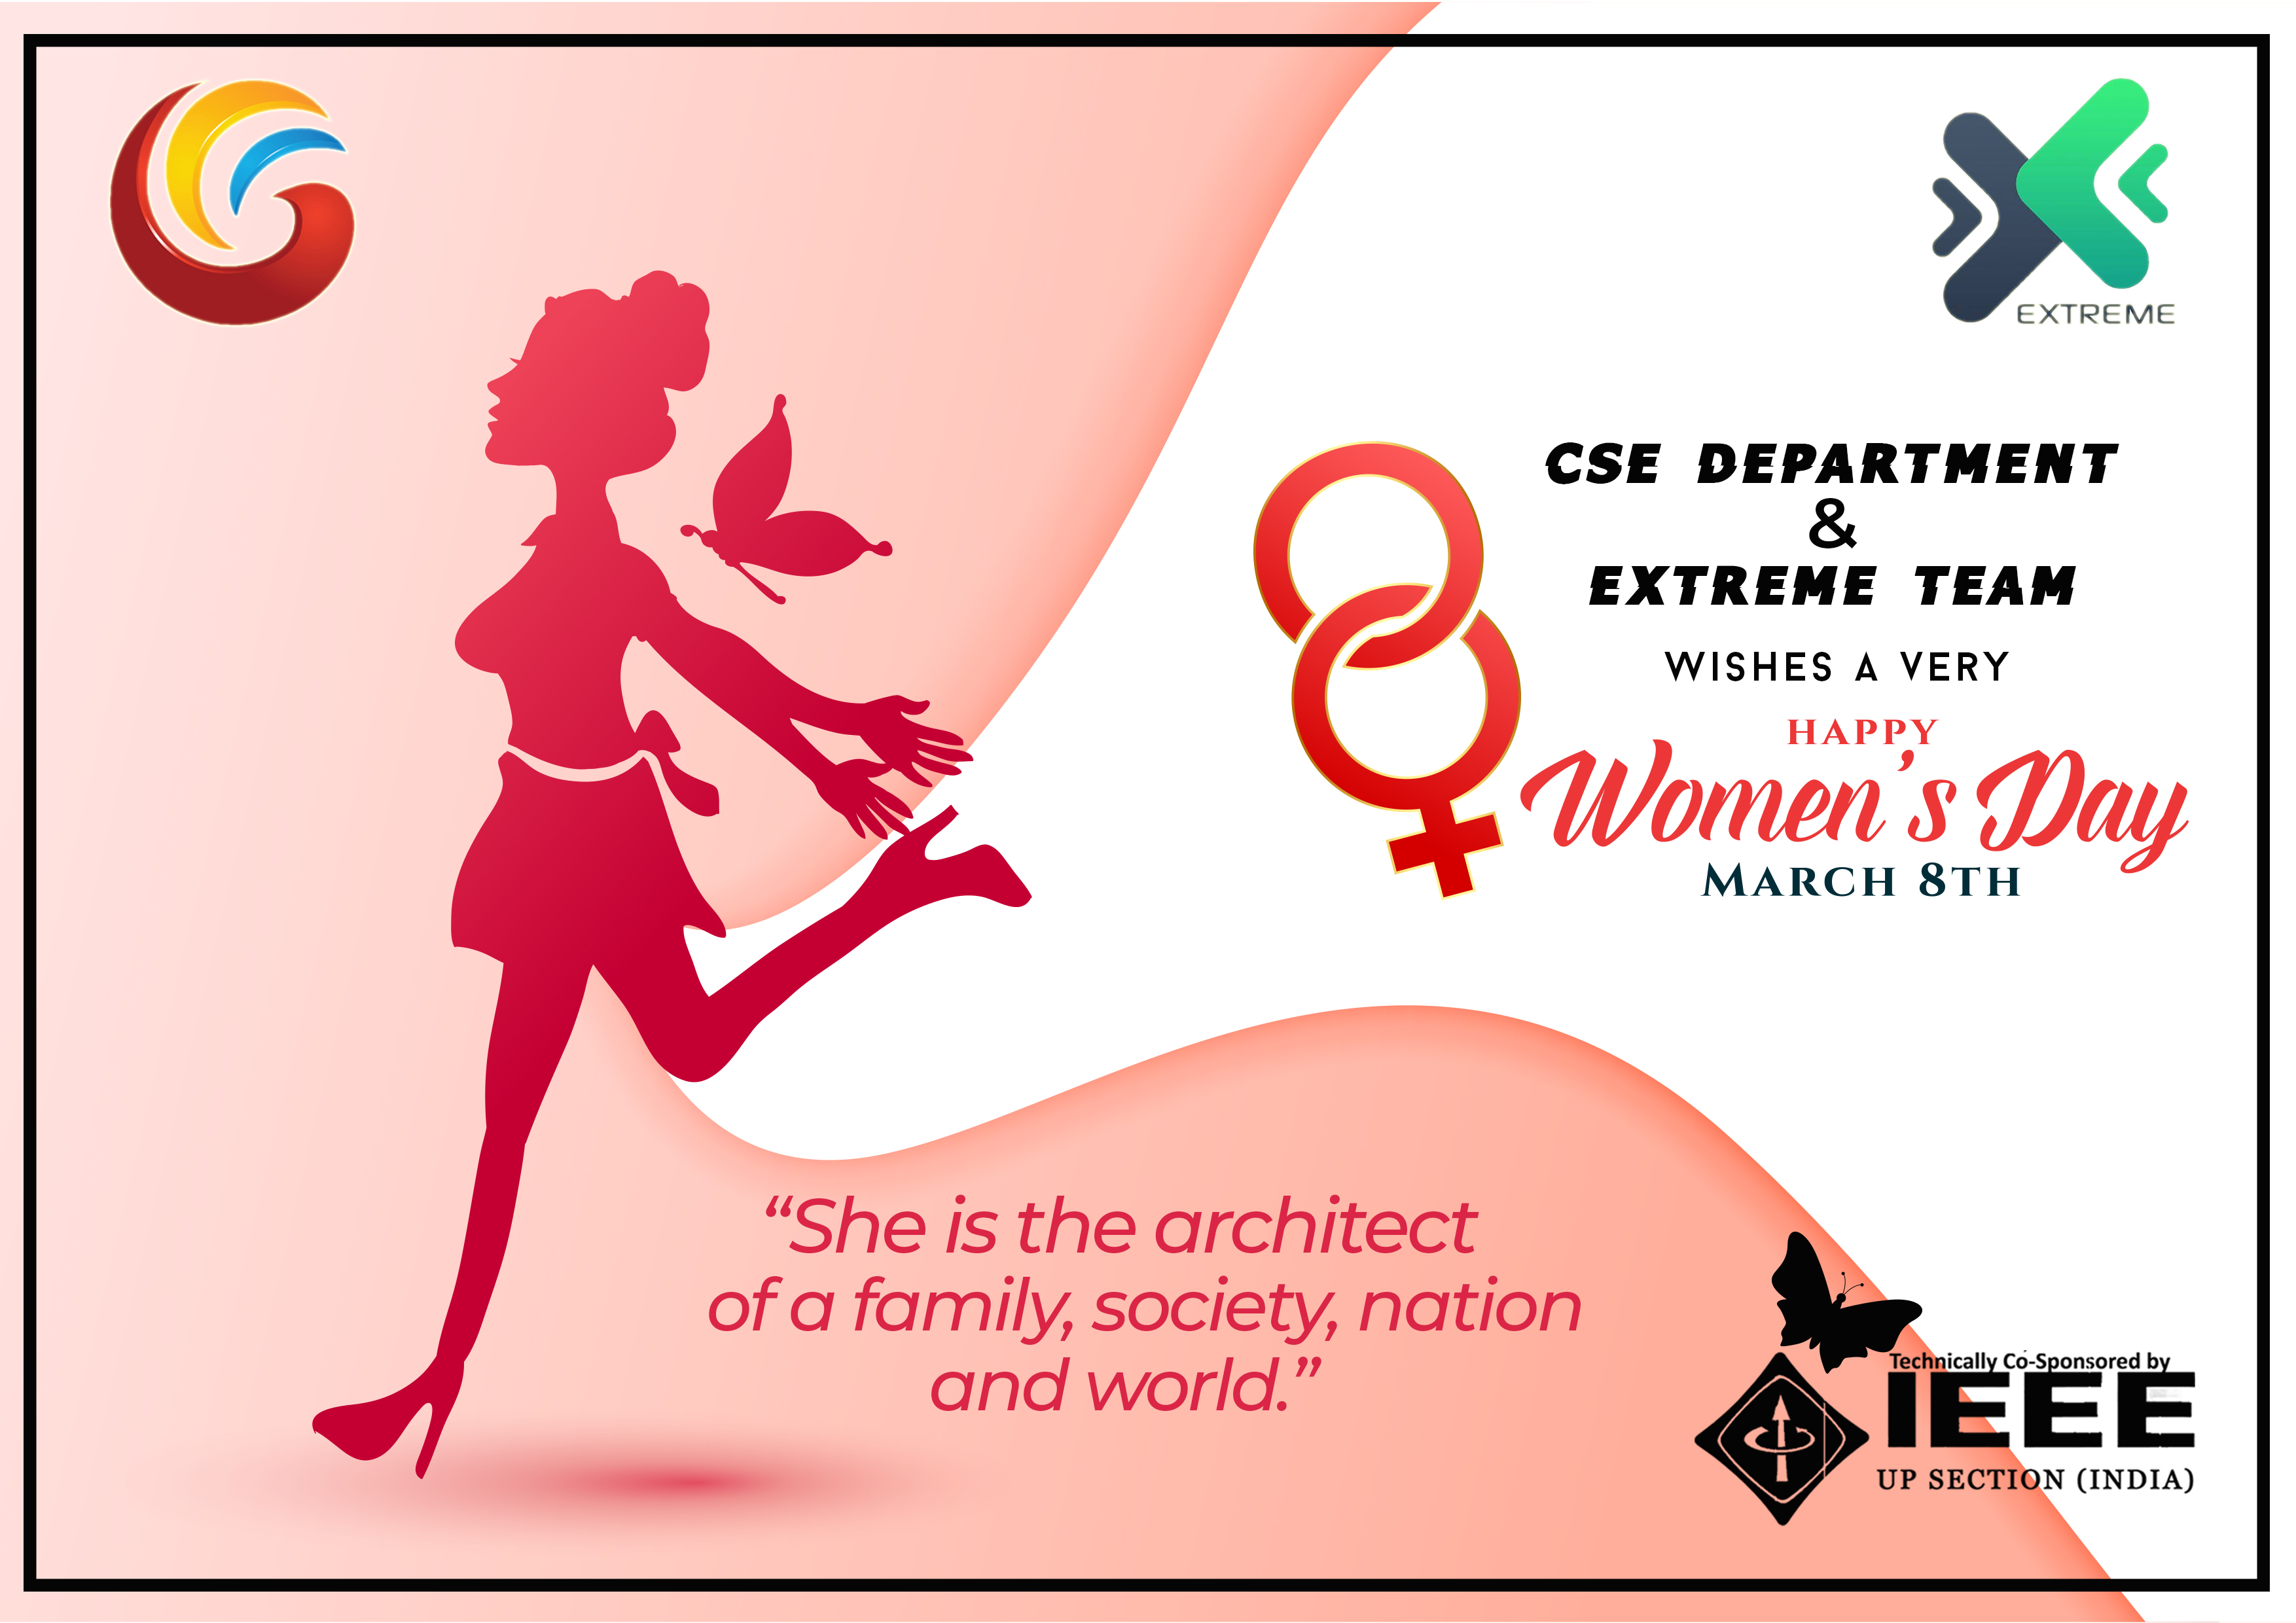 EXTREME
CSE DEPARTMENT
&
EXTREME TEAM
WISHES A VERY
HAPPY
Women's Day
MARCH 8TH
“She is the architect
of a family, society, nation
and world.”
Technically Co-Sponsored by
IEEE
UP SECTION (INDIA)